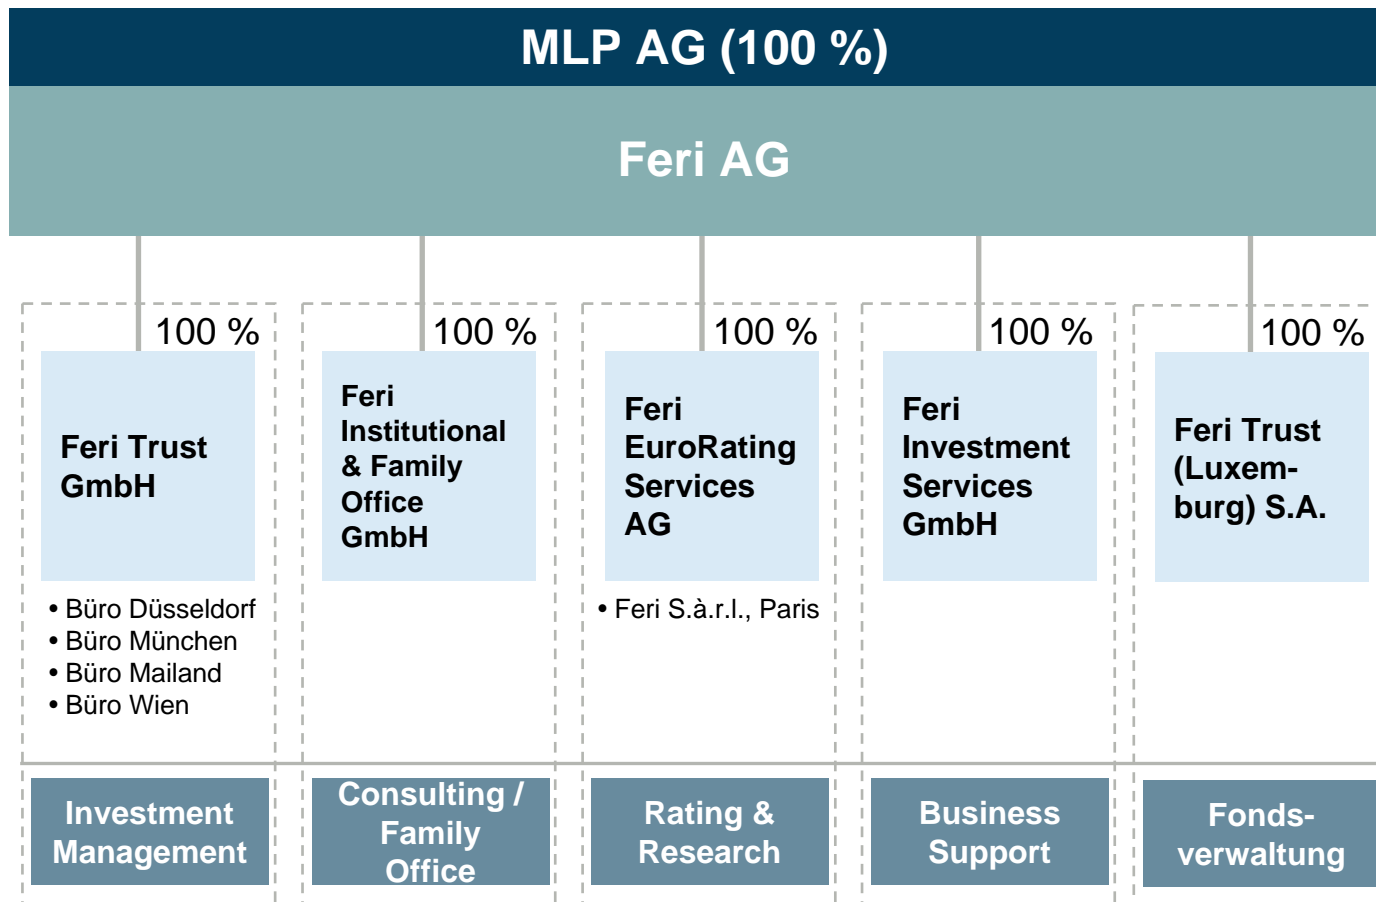 MLP AG (100 %)
Feri AG
100 %
100 %
100 %
100 %
100 %
Feri Trust
GmbH
Feri
Institutional
& Family
Office
GmbH
Feri
EuroRating
Services
AG
Feri
Investment
Services
GmbH
Feri Trust
(Luxem-
burg) S.A.
• Büro Düsseldorf
• Büro München
• Büro Mailand
• Büro Wien
• Feri S.à.r.l., Paris
Investment
Management
Consulting /
Family
Office
Rating &
Research
Business
Support
Fonds-
verwaltung